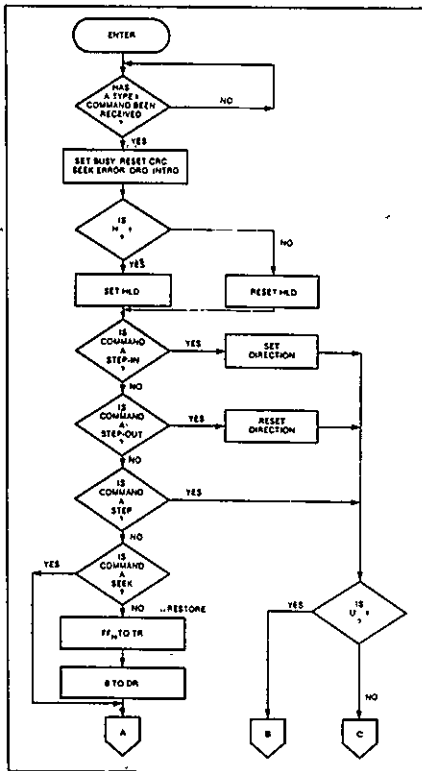 ENTER
HAS
A TYPE I
COMMAND BEEN
RECEIVED
?
NO
YES
SET BUSY RESET CRC
SEEK ERROR DRQ INTRQ
IS
?
NO
YES
SET HLD
RESET HLD
IS
COMMAND
A
STEP-IN
?
YES
SET
DIRECTION
NO
IS
COMMAND
A
STEP-OUT
?
YES
RESET
DIRECTION
NO
IS
COMMAND
A
STEP
?
YES
NO
IS
COMMAND
A SEEK
?
YES
NO
RESTORE
FF TO TR
TO DR
IS
U
?
YES
NO
A
B
C